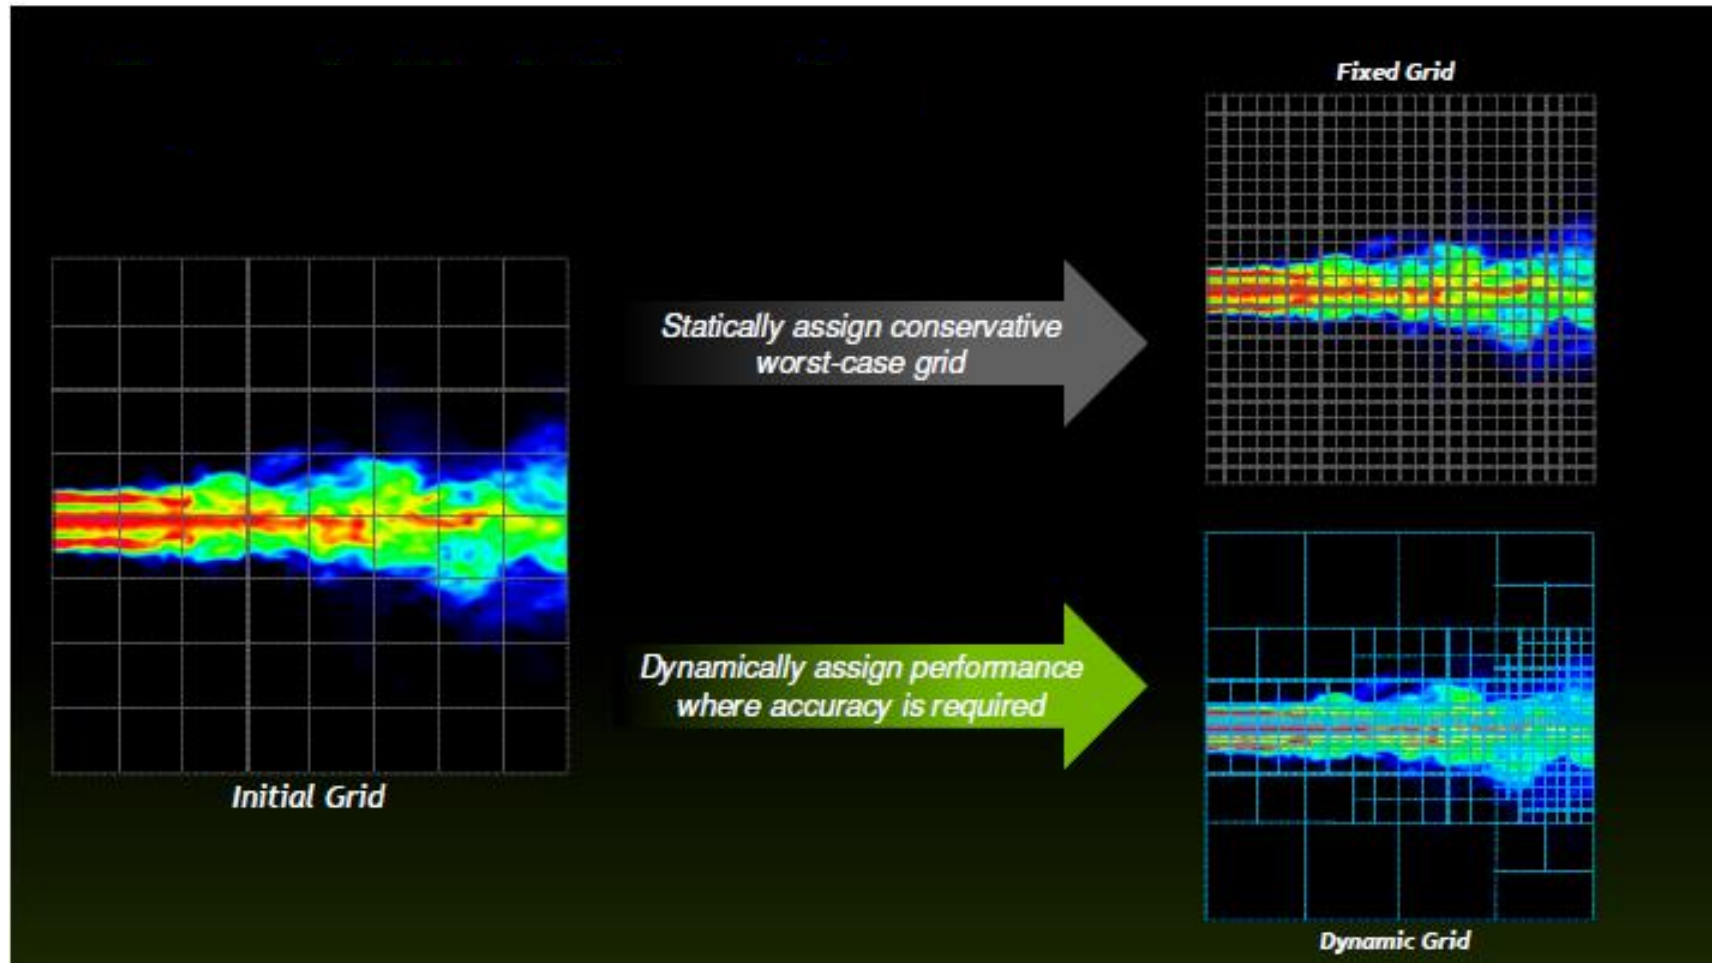 Fixed Grid
Statically assign conservative
worst-case grid
Dynamically assign performance
where accuracy is required
Initial Grid
Dynamic Grid